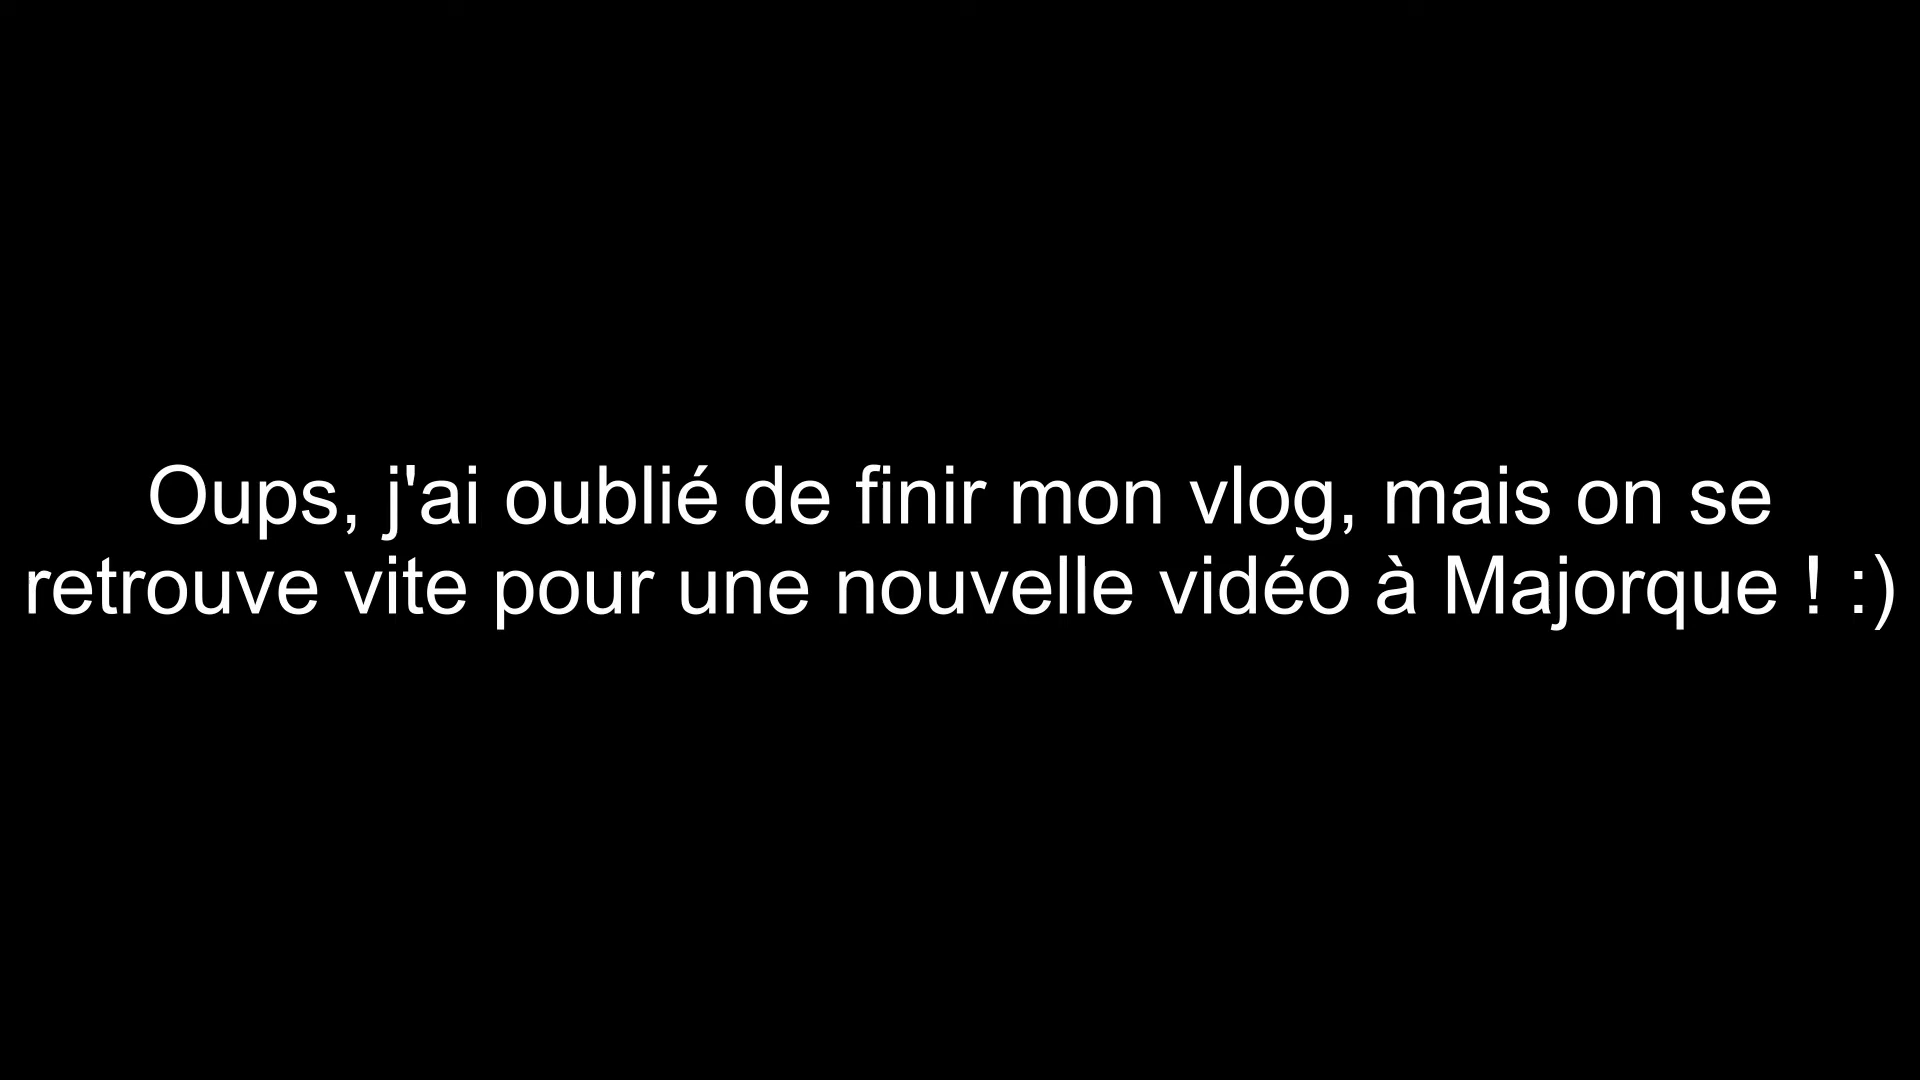 Oups, j'ai oublié de finir mon vlog, mais on se
retrouve vite pour une nouvelle vidéo à Majorque ! :)